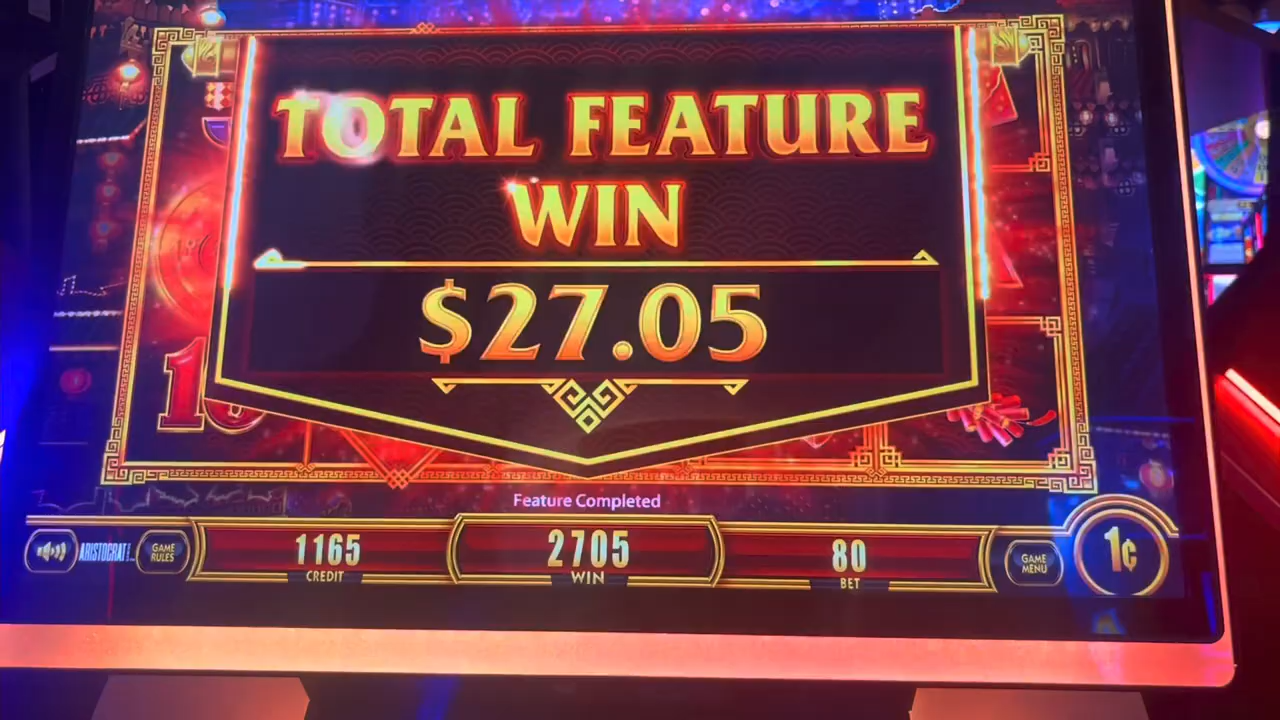 TOTAL FEATURE
WIN
$27.05
Feature Completed
ARISTOCRAT
GAME
RULES
1165
CREDIT
2705
WIN
80
BET
GAME
MENU
1¢